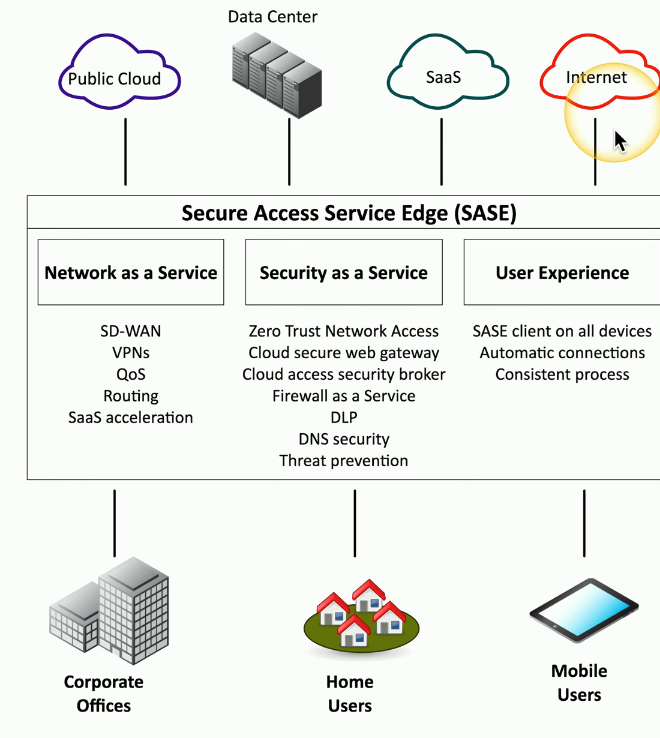 Data Center
Public Cloud
SaaS
Internet
Secure Access Service Edge (SASE)
Network as a Service
Security as a Service
User Experience
SD-WAN
VPNs
QoS
Routing
SaaS acceleration
Zero Trust Network Access
Cloud secure web gateway
Cloud access security broker
Firewall as a Service
DLP
DNS security
Threat prevention
SASE client on all devices
Automatic connections
Consistent process
Corporate
Offices
Home
Users
Mobile
Users